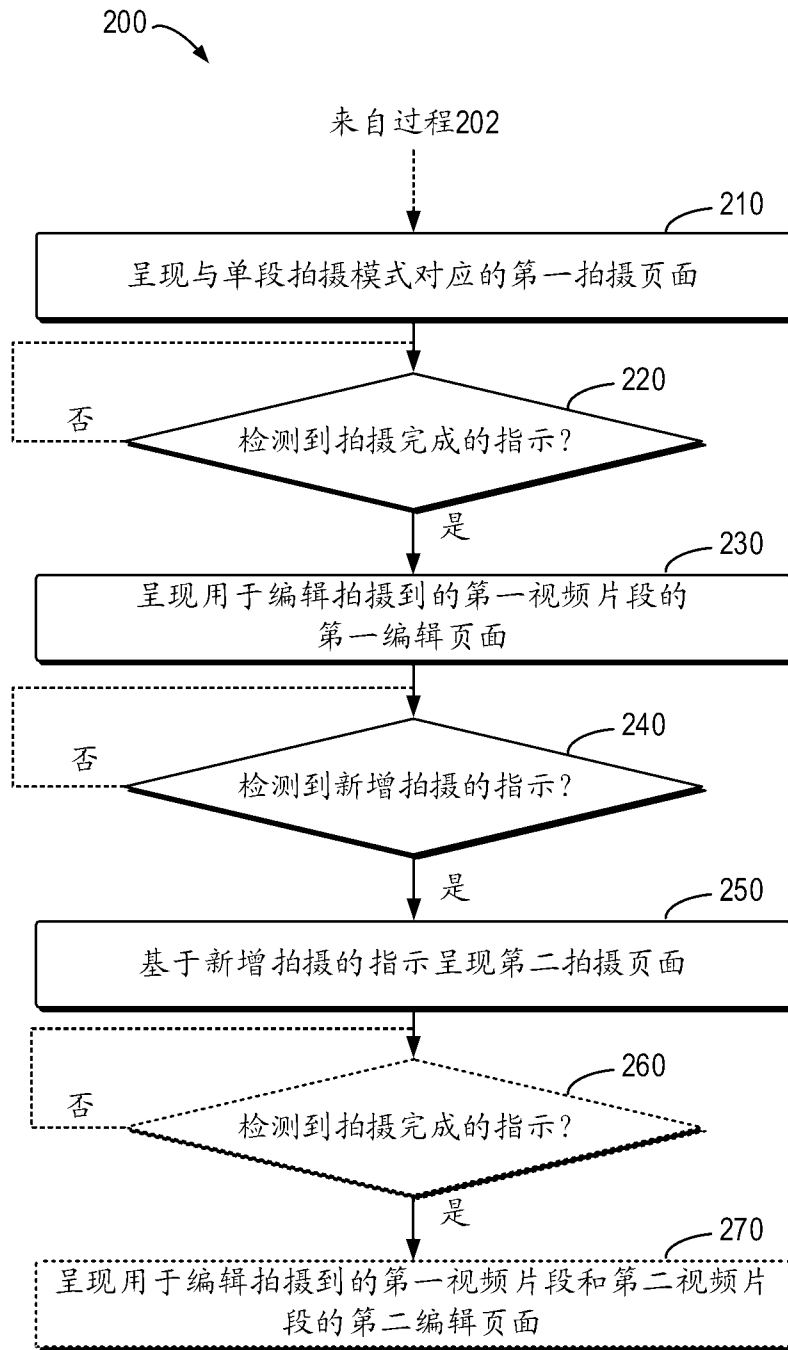 200
来自过程202
210
呈现与单段拍摄模式对应的第一拍摄页面
220
否
检测到拍摄完成的指示？
是
230
呈现用于编辑拍摄到的第一视频片段的
第一编辑页面
240
否
检测到新增拍摄的指示？
是
250
基于新增拍摄的指示呈现第二拍摄页面
260
否
检测到拍摄完成的指示？
是
270
呈现用于编辑拍摄到的第一视频片段和第二视频片
段的第二编辑页面